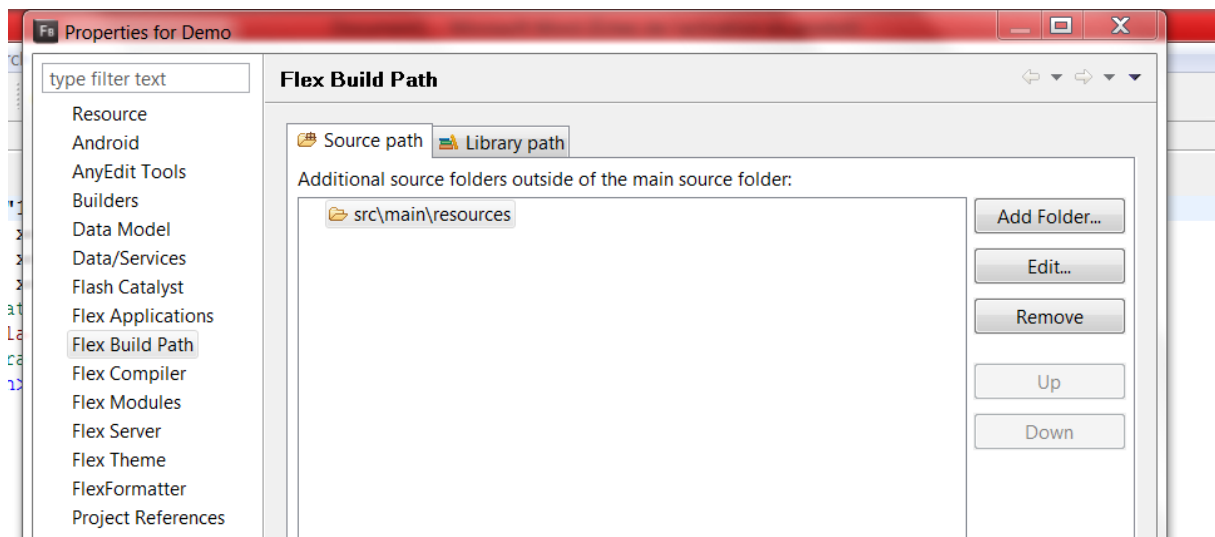 Fb Properties for Demo
type filter text
Flex Build Path
Resource
Android
AnyEdit Tools
Builders
Data Model
Data/Services
Flash Catalyst
Flex Applications
Flex Build Path
Flex Compiler
Flex Modules
Flex Server
Flex Theme
FlexFormatter
Project References
Source path
Library path
Additional source folders outside of the main source folder:
src\main\resources
Add Folder...
Edit...
Remove
Up
Down